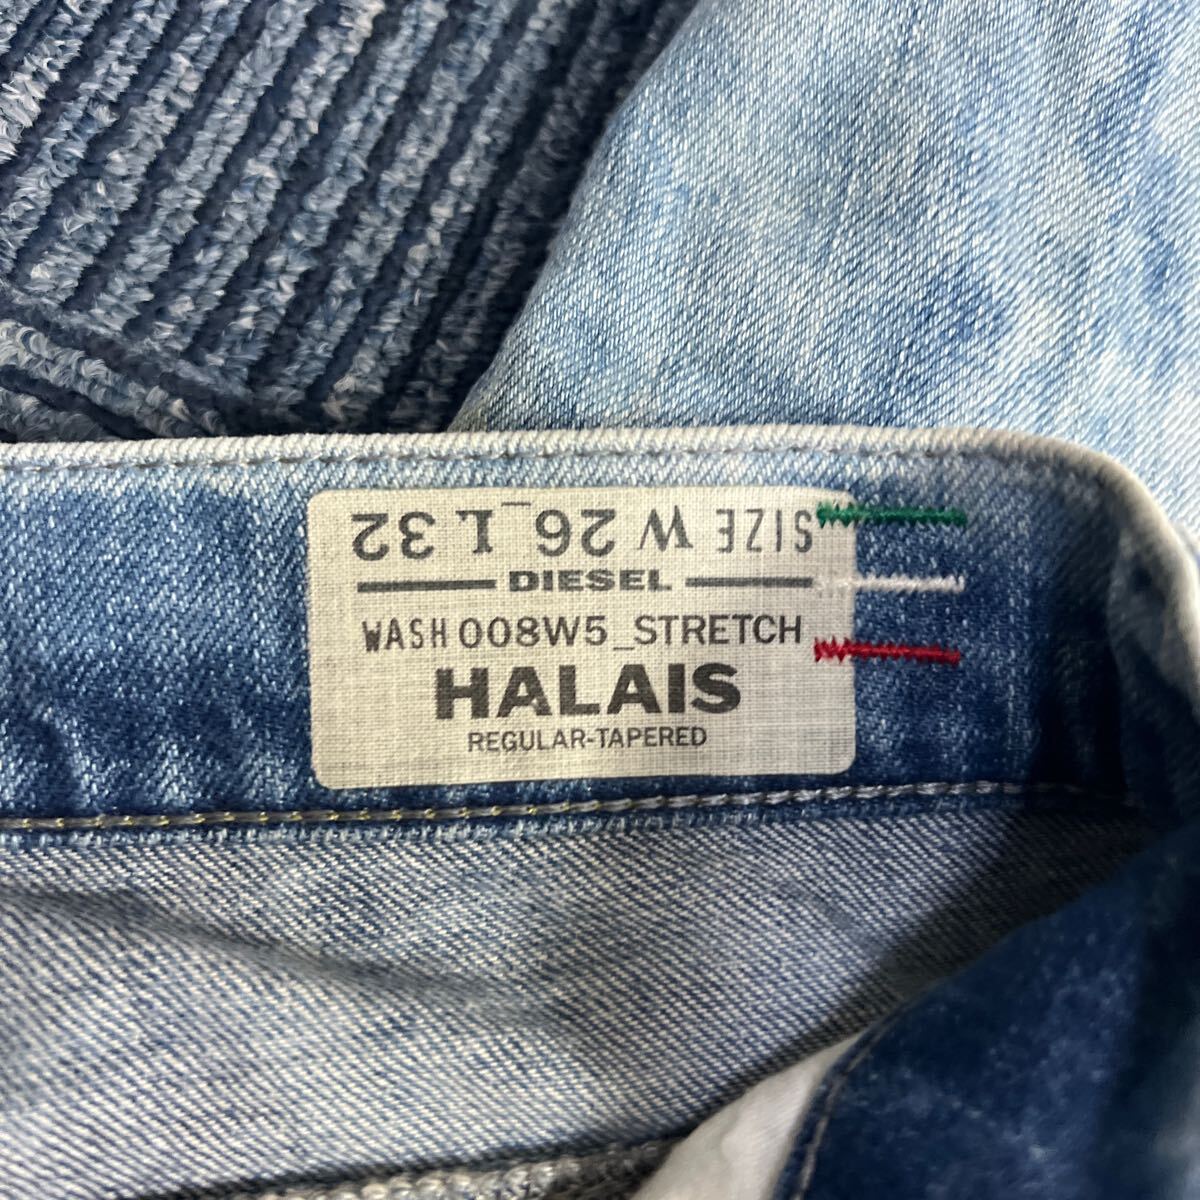 SIZE W 26_L 32
DIESEL
WASH 008W5_STRETCH
HALAIS
REGULAR-TAPERED